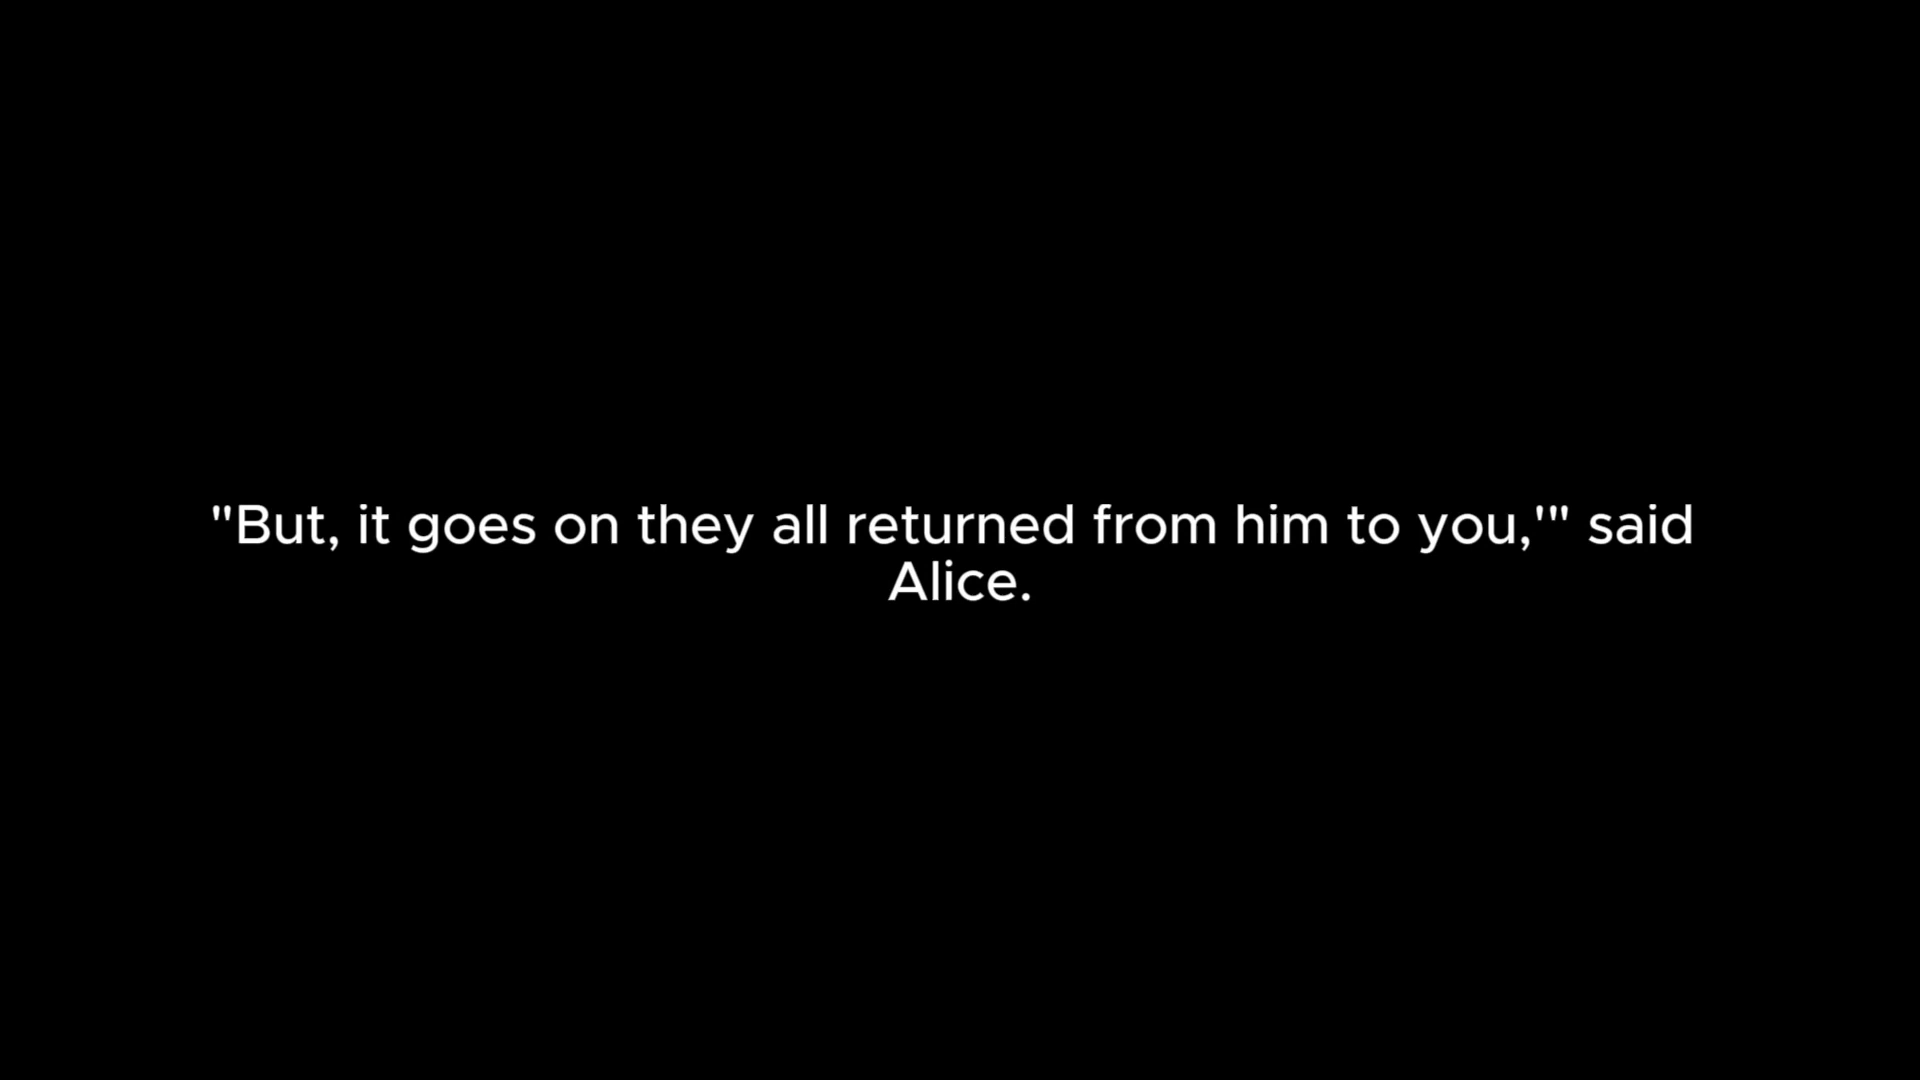 "But, it goes on they all returned from him to you,'" said
Alice.